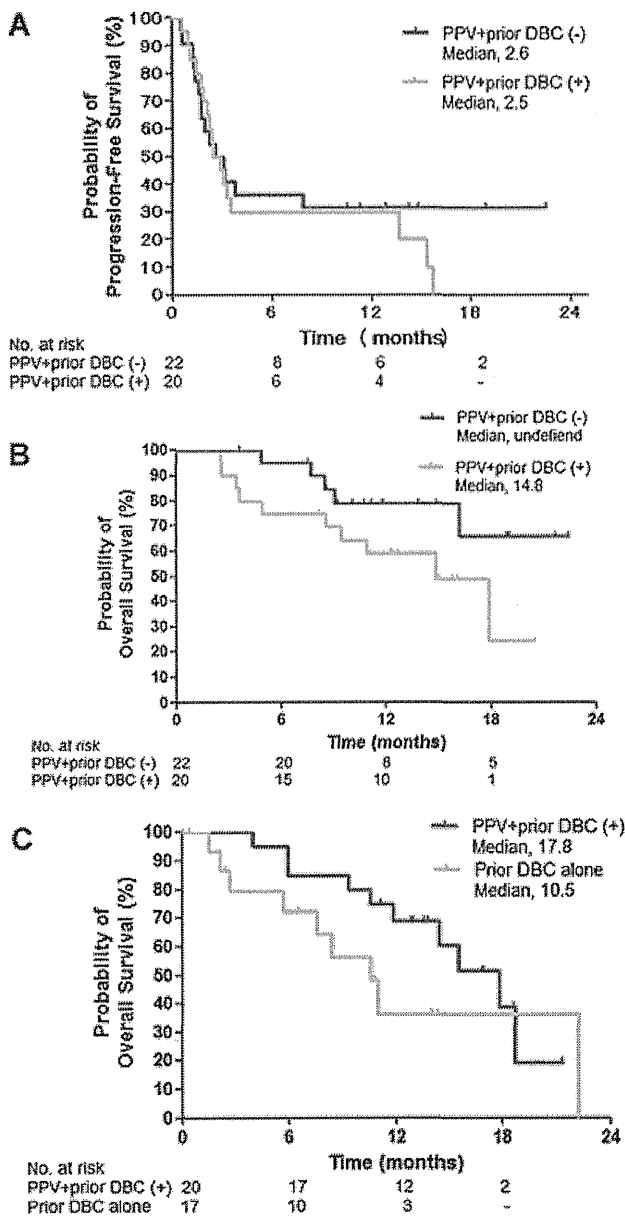 A
PPV+prior DBC (-)
Median, 2.6
PPV+prior DBC (+)
Median, 2.5
Probability of
Progression-Free Survival (%)
100
90
80
70
60
50
40
30
20
10
0
0 6 12 18 24
Time (months)
No. at risk
PPV+prior DBC (-) 22 8 6 2
PPV+prior DBC (+) 20 6 4 -
B
PPV+prior DBC (-)
Median, undefiend
PPV+prior DBC (+)
Median, 14.8
Probability of
Overall Survival (%)
100
90
80
70
60
50
40
30
20
10
0
0 6 12 18 24
Time (months)
No. at risk
PPV+prior DBC (-) 22 20 8 5
PPV+prior DBC (+) 20 15 10 1
C
PPV+prior DBC (+)
Median, 17.8
Prior DBC alone
Median, 10.5
Probability of
Overall Survival (%)
100
90
80
70
60
50
40
30
20
10
0
0 6 12 18 24
Time (months)
No. at risk
PPV+prior DBC (+) 20 17 12 2
Prior DBC alone 17 10 3 -